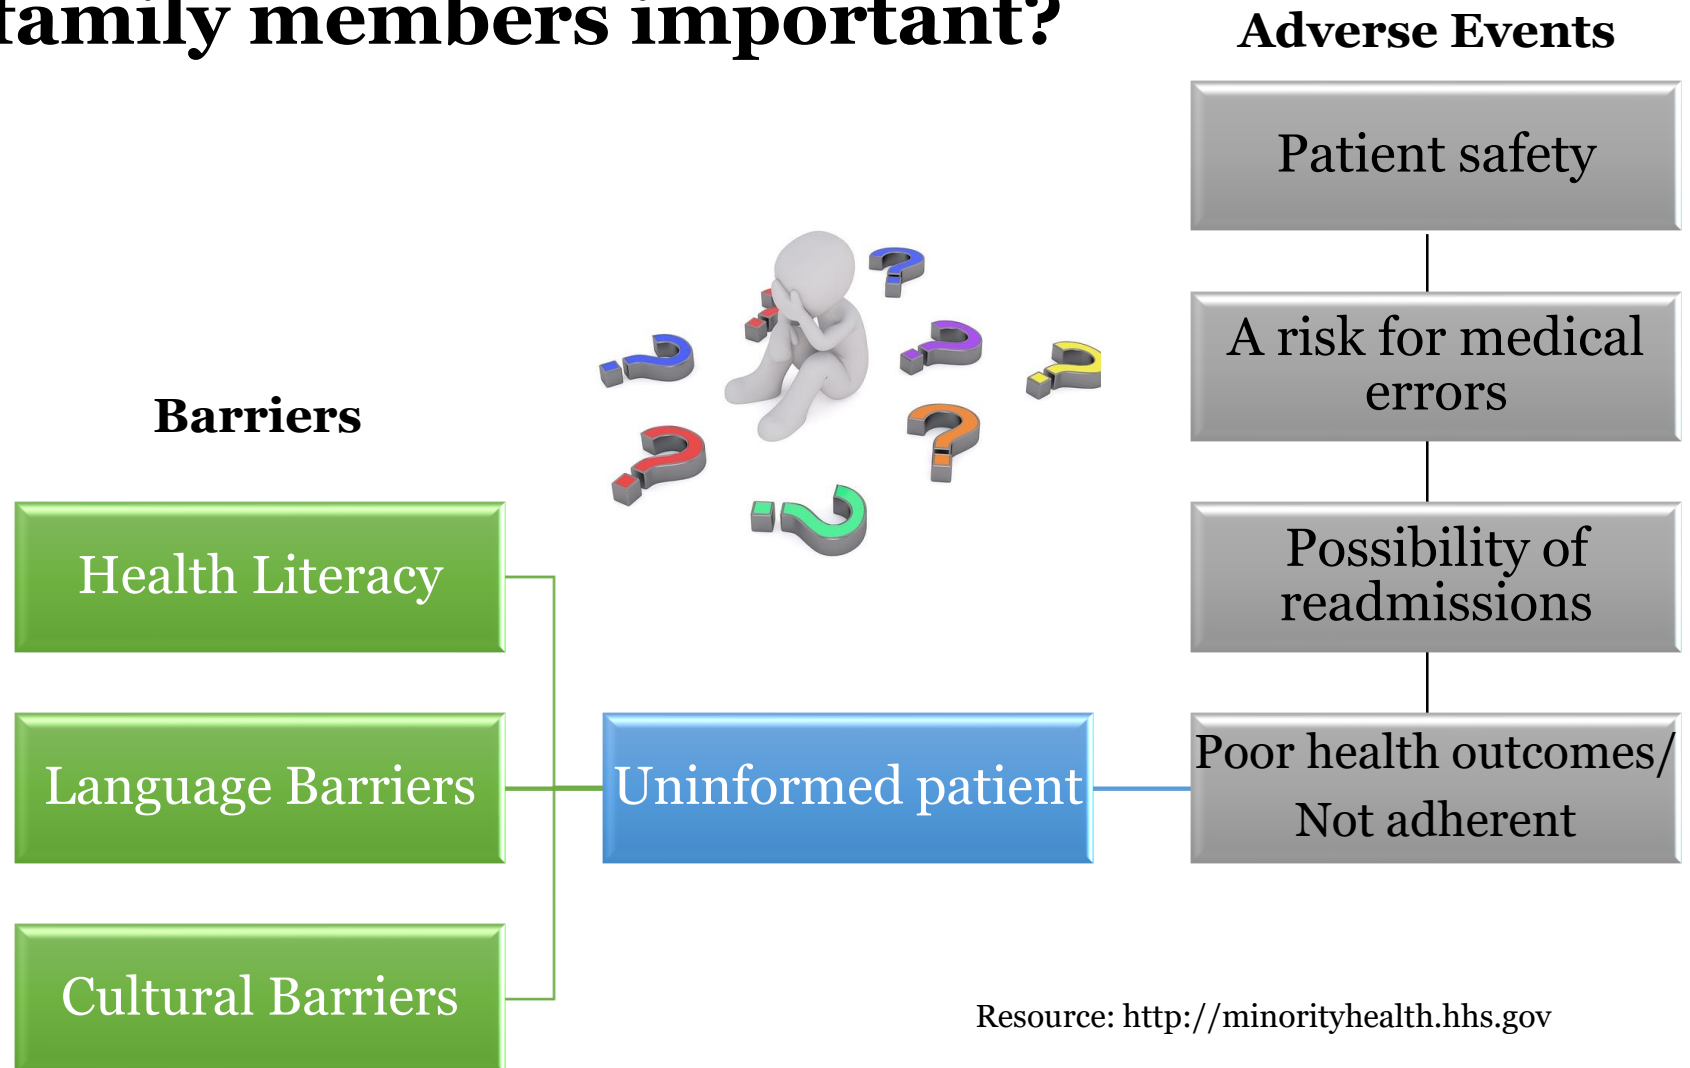 family members important?
Adverse Events
Patient safety
A risk for medical
errors
Possibility of
readmissions
Poor health outcomes/
Not adherent
Barriers
Health Literacy
Language Barriers
Cultural Barriers
Uninformed patient
Resource: http://minorityhealth.hhs.gov